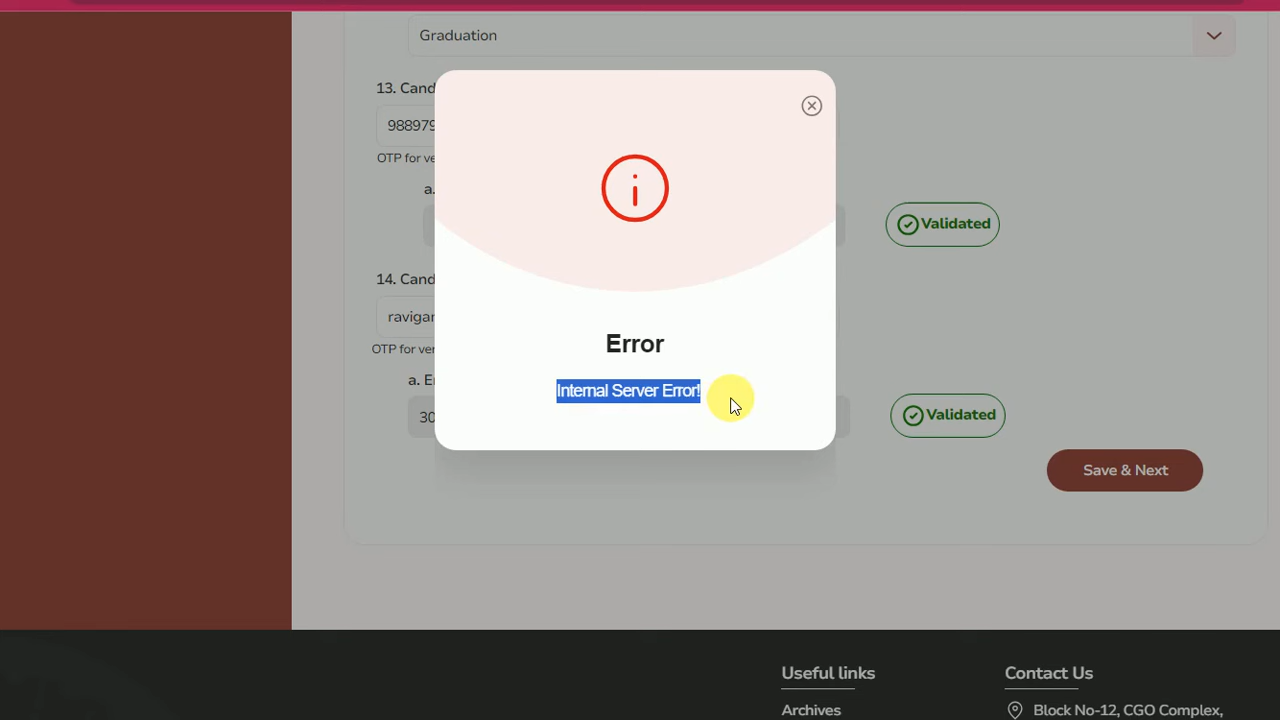 Graduation
13. Cand
988979
OTP for ve
a.
Validated
14. Cand
ravigar
OTP for ver
a. E
30
Validated
Error
Internal Server Error!
Save & Next
Useful links
Archives
Contact Us
Block No-12, CGO Complex,